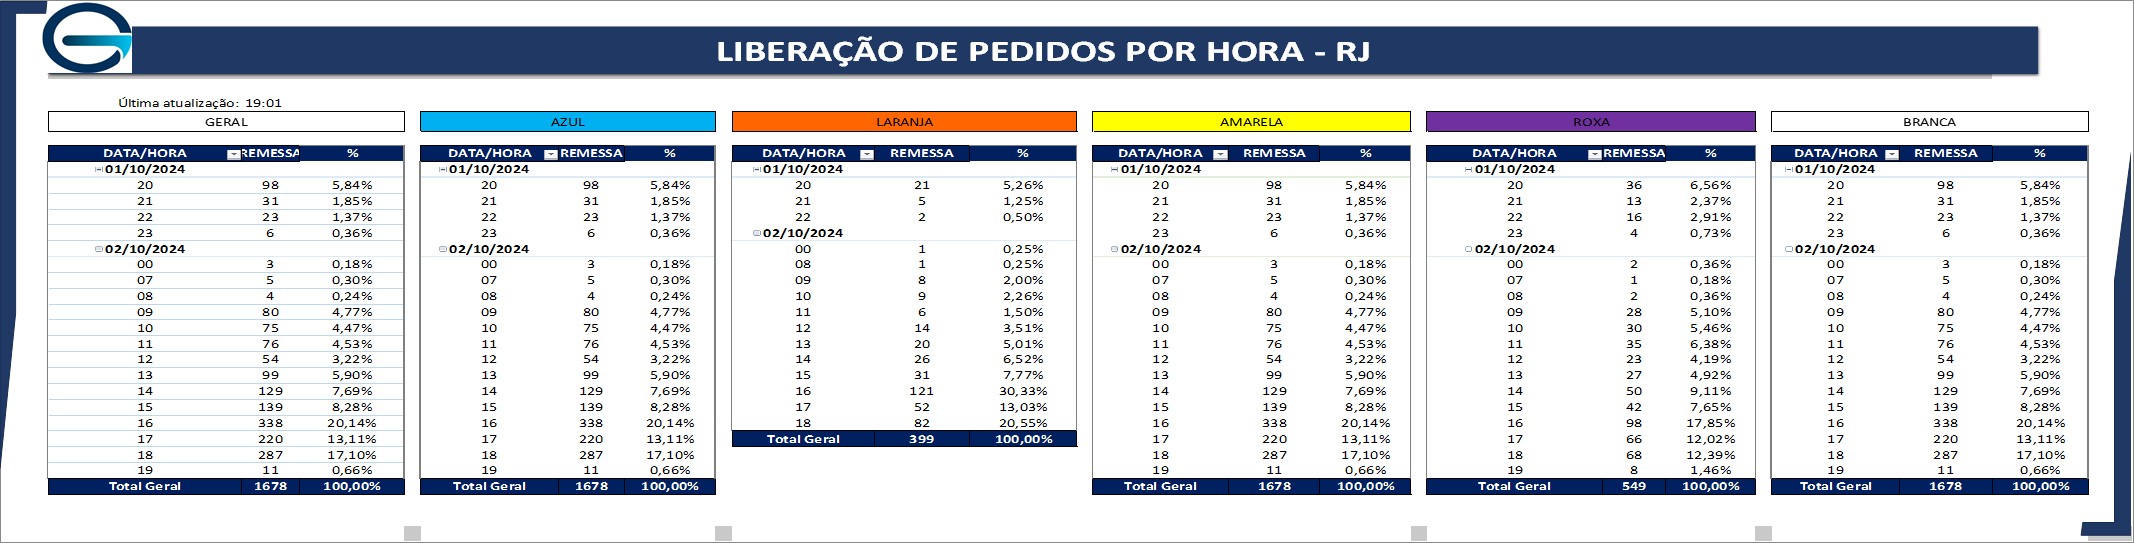 LIBERAÇÃO DE PEDIDOS POR HORA - RJ
Última atualização: 19:01
GERAL
DATA/HORA REMESSA %
01/10/2024
20 98 5,84%
21 31 1,85%
22 23 1,37%
23 6 0,36%
02/10/2024
00 3 0,18%
07 5 0,30%
08 4 0,24%
09 80 4,77%
10 75 4,47%
11 76 4,53%
12 54 3,22%
13 99 5,90%
14 129 7,69%
15 139 8,28%
16 338 20,14%
17 220 13,11%
18 287 17,10%
19 11 0,66%
Total Geral 1678 100,00%
AZUL
DATA/HORA REMESSA %
01/10/2024
20 98 5,84%
21 31 1,85%
22 23 1,37%
23 6 0,36%
02/10/2024
00 3 0,18%
07 5 0,30%
08 4 0,24%
09 80 4,77%
10 75 4,47%
11 76 4,53%
12 54 3,22%
13 99 5,90%
14 129 7,69%
15 139 8,28%
16 338 20,14%
17 220 13,11%
18 287 17,10%
19 11 0,66%
Total Geral 1678 100,00%
LARANJA
DATA/HORA REMESSA %
01/10/2024
20 21 5,26%
21 5 1,25%
22 2 0,50%
02/10/2024
00 1 0,25%
08 1 0,25%
09 8 2,00%
10 9 2,26%
11 6 1,50%
12 14 3,51%
13 20 5,01%
14 26 6,52%
15 31 7,77%
16 121 30,33%
17 52 13,03%
18 82 20,55%
Total Geral 399 100,00%
AMARELA
DATA/HORA REMESSA %
01/10/2024
20 98 5,84%
21 31 1,85%
22 23 1,37%
23 6 0,36%
02/10/2024
00 3 0,18%
07 5 0,30%
08 4 0,24%
09 80 4,77%
10 75 4,47%
11 76 4,53%
12 54 3,22%
13 99 5,90%
14 129 7,69%
15 139 8,28%
16 338 20,14%
17 220 13,11%
18 287 17,10%
19 11 0,66%
Total Geral 1678 100,00%
ROXA
DATA/HORA REMESSA %
01/10/2024
20 36 6,56%
21 13 2,37%
22 16 2,91%
23 4 0,73%
02/10/2024
00 2 0,36%
07 1 0,18%
08 2 0,36%
09 28 5,10%
10 30 5,46%
11 35 6,38%
12 23 4,19%
13 27 4,92%
14 50 9,11%
15 42 7,65%
16 98 17,85%
17 66 12,02%
18 68 12,39%
19 8 1,46%
Total Geral 549 100,00%
BRANCA
DATA/HORA REMESSA %
01/10/2024
20 98 5,84%
21 31 1,85%
22 23 1,37%
23 6 0,36%
02/10/2024
00 3 0,18%
07 5 0,30%
08 4 0,24%
09 80 4,77%
10 75 4,47%
11 76 4,53%
12 54 3,22%
13 99 5,90%
14 129 7,69%
15 139 8,28%
16 338 20,14%
17 220 13,11%
18 287 17,10%
19 11 0,66%
Total Geral 1678 100,00%